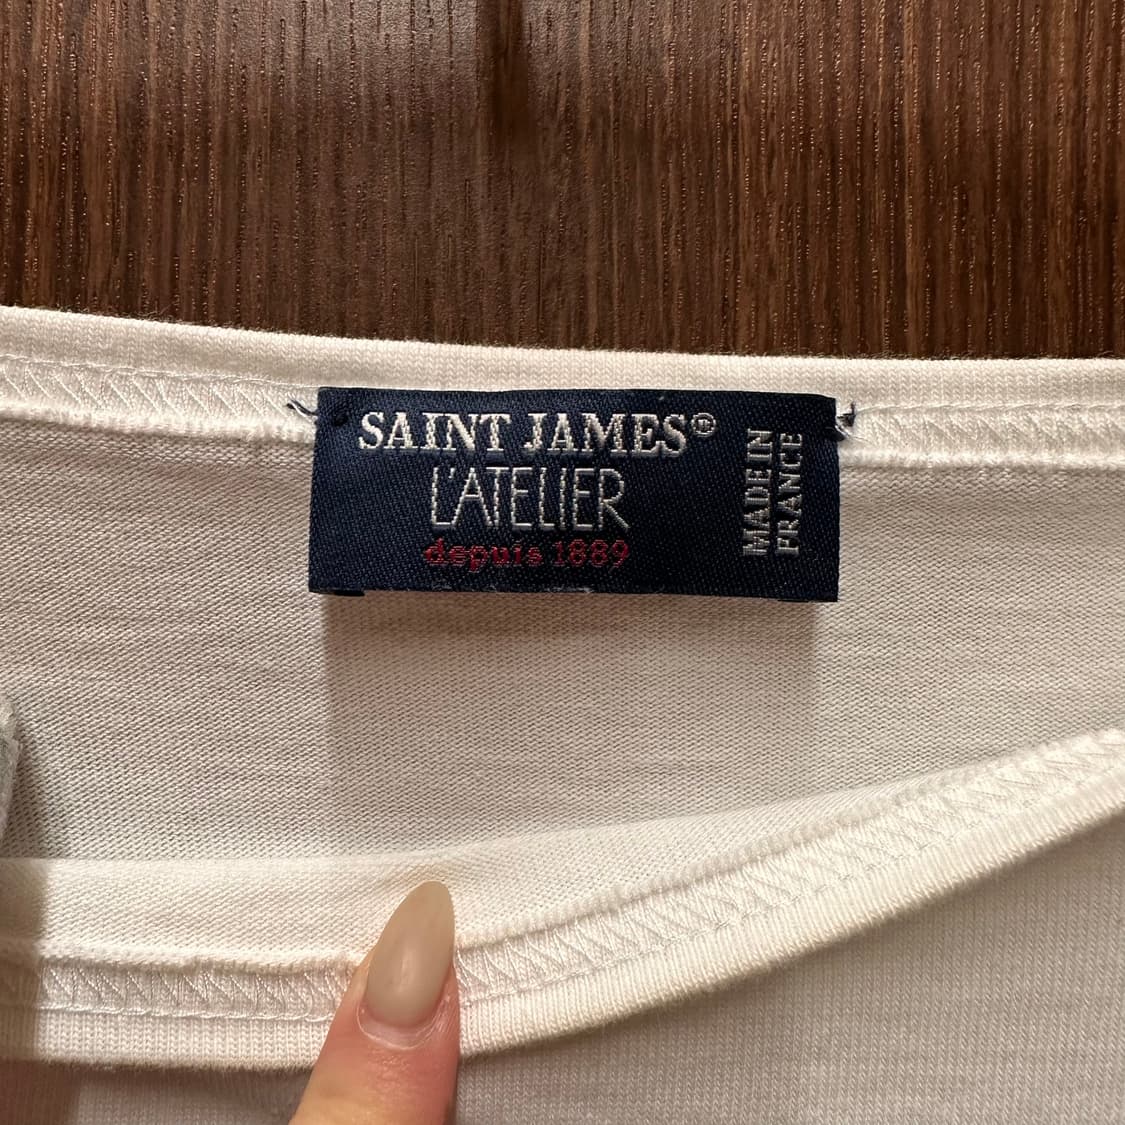 SAINT JAMES®
L'ATELIER
depuis 1889
MADE IN
FRANCE